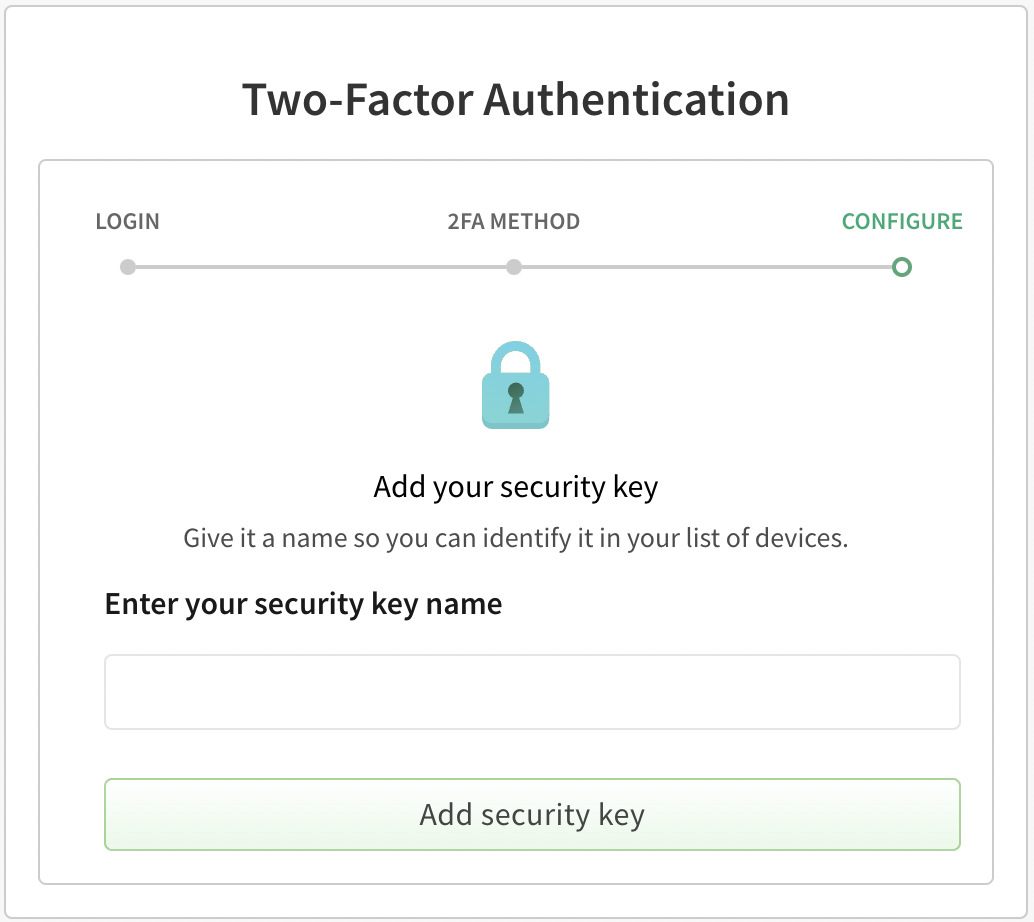 Two-Factor Authentication
LOGIN 2FA METHOD CONFIGURE
Add your security key
Give it a name so you can identify it in your list of devices.
Enter your security key name
Add security key